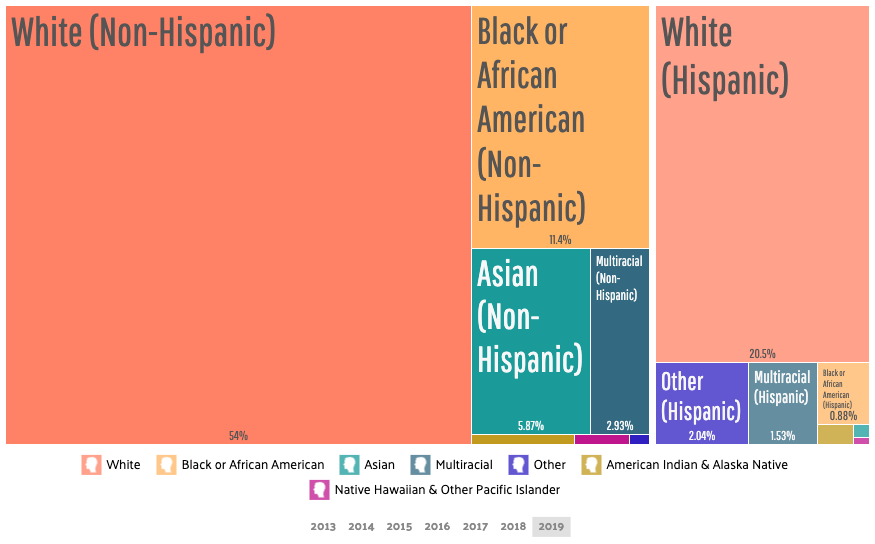 White (Non-Hispanic)
54%
Black or
African
American
(Non-
Hispanic)
11.4%
Asian
(Non-
Hispanic)
5.87%
Multiracial
(Non-
Hispanic)
2.93%
White
(Hispanic)
20.5%
Other
(Hispanic)
2.04%
Multiracial
(Hispanic)
1.53%
Black or
African
American
(Hispanic)
0.88%
White Black or African American Asian Multiracial Other American Indian & Alaska Native
Native Hawaiian & Other Pacific Islander
2013 2014 2015 2016 2017 2018 2019